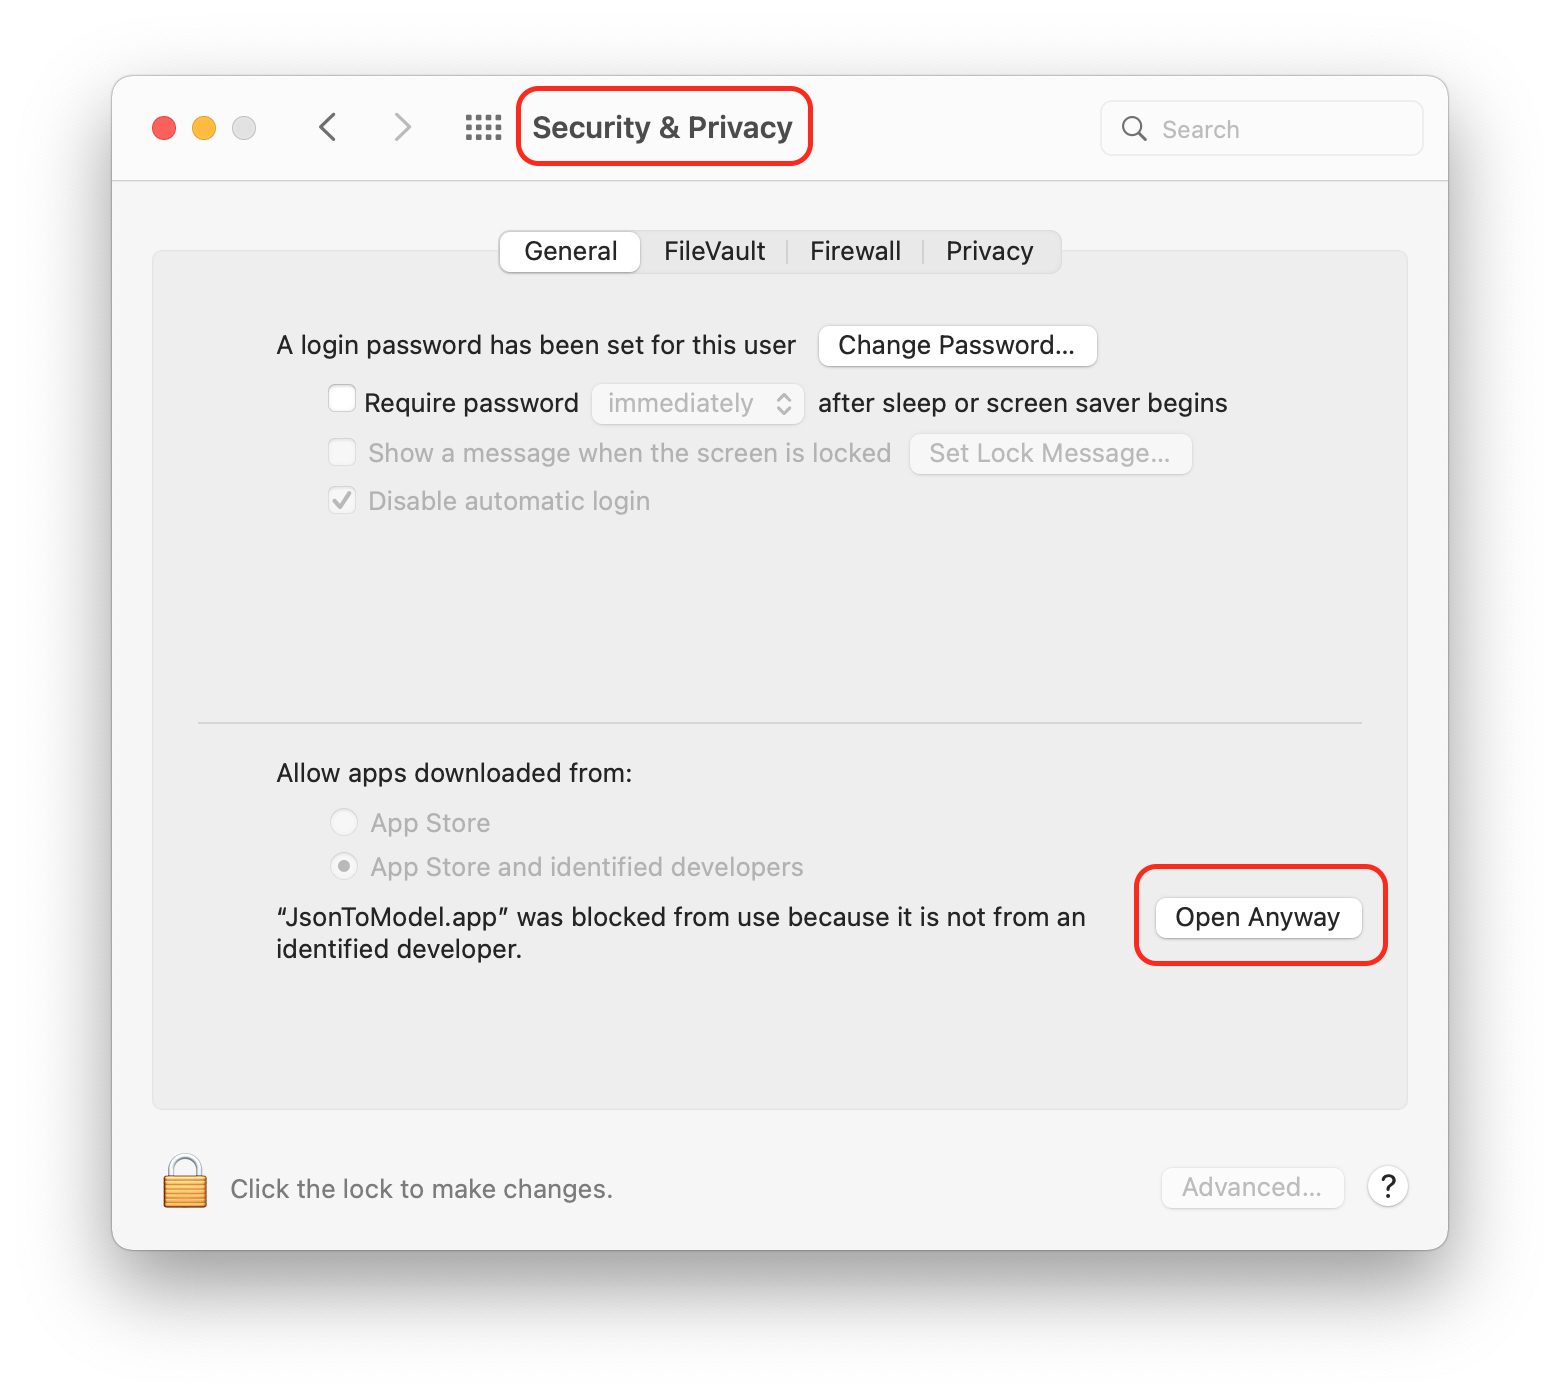 Security & Privacy
Search
General FileVault Firewall Privacy
A login password has been set for this user Change Password...
Require password immediately after sleep or screen saver begins
Show a message when the screen is locked Set Lock Message...
Disable automatic login
Allow apps downloaded from:
App Store
App Store and identified developers
“JsonToModel.app” was blocked from use because it is not from an
identified developer.
Open Anyway
Click the lock to make changes.
Advanced... ?